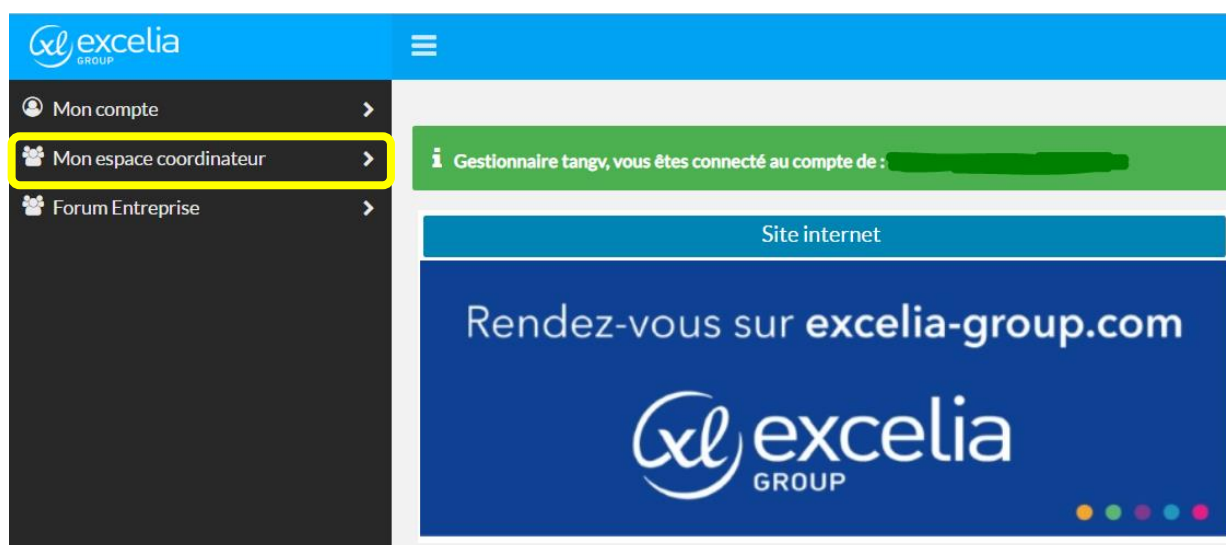 excelia
GROUP
Mon compte
Mon espace coordinateur
Forum Entreprise
Gestionnaire tangv, vous êtes connecté au compte de :
Site internet
Rendez-vous sur excelia-group.com
xl excelia
GROUP